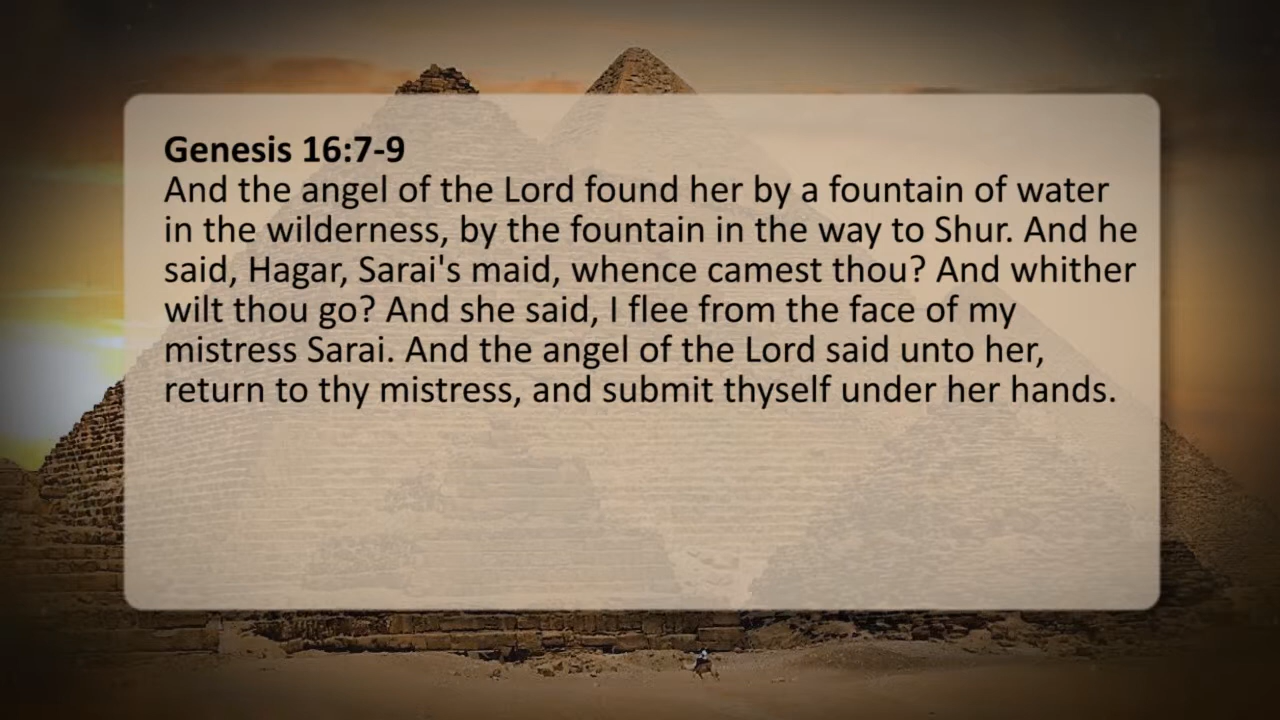 Genesis 16:7-9
And the angel of the Lord found her by a fountain of water
in the wilderness, by the fountain in the way to Shur. And he
said, Hagar, Sarai's maid, whence camest thou? And whither
wilt thou go? And she said, I flee from the face of my
mistress Sarai. And the angel of the Lord said unto her,
return to thy mistress, and submit thyself under her hands.